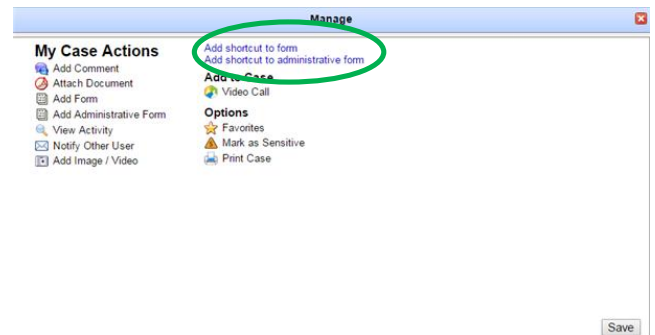 Manage
My Case Actions
Add Comment
Attach Document
Add Form
Add Administrative Form
View Activity
Notify Other User
Add Image / Video
Add shortcut to form
Add shortcut to administrative form
Add to Case
Video Call
Options
Favorites
Mark as Sensitive
Print Case
Save